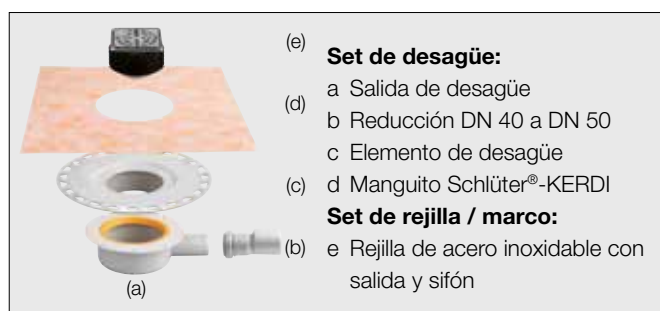 (e)
(d)
(c)
(b)
(a)
Set de desagüe:
a Salida de desagüe
b Reducción DN 40 a DN 50
c Elemento de desagüe
d Manguito Schlüter®-KERDI
Set de rejilla / marco:
e Rejilla de acero inoxidable con
salida y sifón